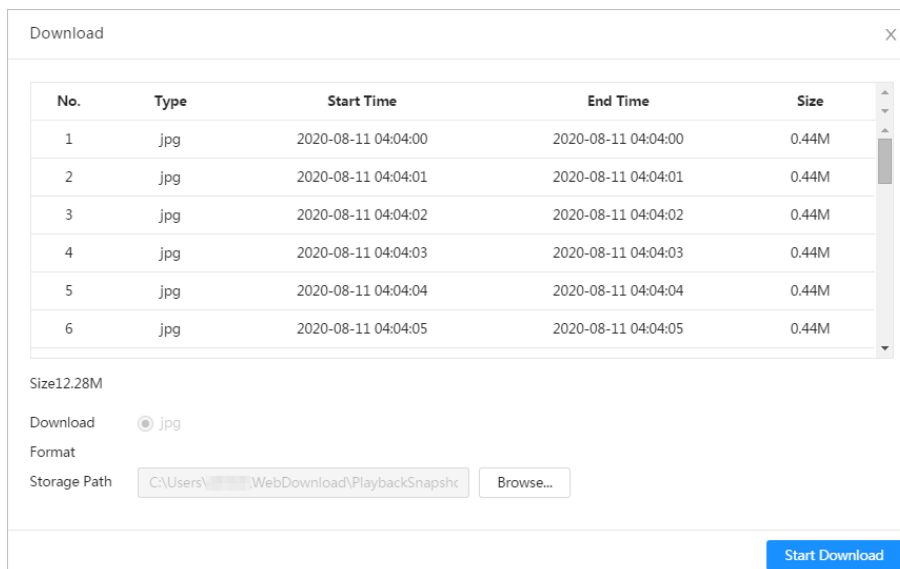 Download
No. Type Start Time End Time Size
1 jpg 2020-08-11 04:04:00 2020-08-11 04:04:00 0.44M
2 jpg 2020-08-11 04:04:01 2020-08-11 04:04:01 0.44M
3 jpg 2020-08-11 04:04:02 2020-08-11 04:04:02 0.44M
4 jpg 2020-08-11 04:04:03 2020-08-11 04:04:03 0.44M
5 jpg 2020-08-11 04:04:04 2020-08-11 04:04:04 0.44M
6 jpg 2020-08-11 04:04:05 2020-08-11 04:04:05 0.44M
Size12.28M
Download jpg
Format
Storage Path C:\Users\ .WebDownload\PlaybackSnapsho Browse...
Start Download